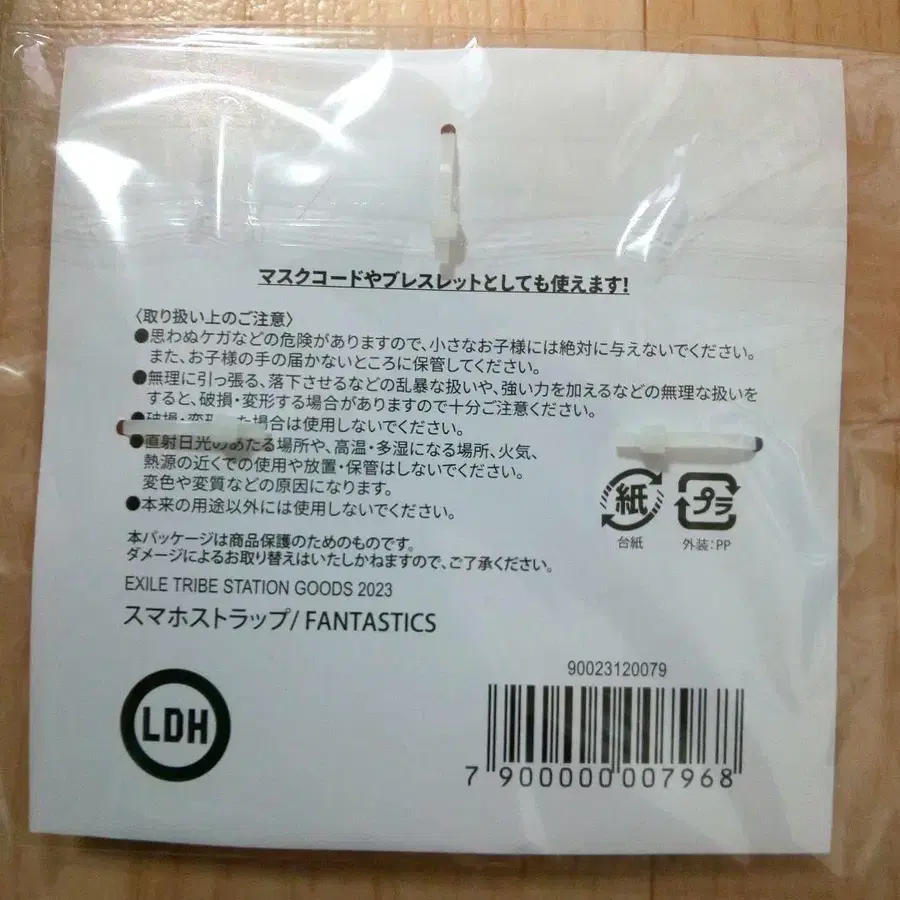 マスクコードやブレスレットとしても使えます!
〈取り扱い上のご注意〉
●思わぬケガなどの危険がありますので、小さなお子様には絶対に与えないでください。
また、お子様の手の届かないところに保管してください。
●無理に引っ張る、落下させるなどの乱暴な扱いや、強い力を加えるなどの無理な扱いを
すると、破損・変形する場合がありますので十分ご注意ください。
●破損・変形した場合は使用しないでください。
●直射日光のあたる場所や、高温・多湿になる場所、火気、
熱源の近くでの使用や放置・保管はしないでください。
変色や変質などの原因になります。
●本来の用途以外には使用しないでください。
紙
プラ
台紙
外装:PP
本パッケージは商品保護のためのものです。
ダメージによるお取り替えはいたしかねますので、ご了承ください。
EXILE TRIBE STATION GOODS 2023
スマホストラップ/ FANTASTICS
LDH
90023120079
7 900000 007968